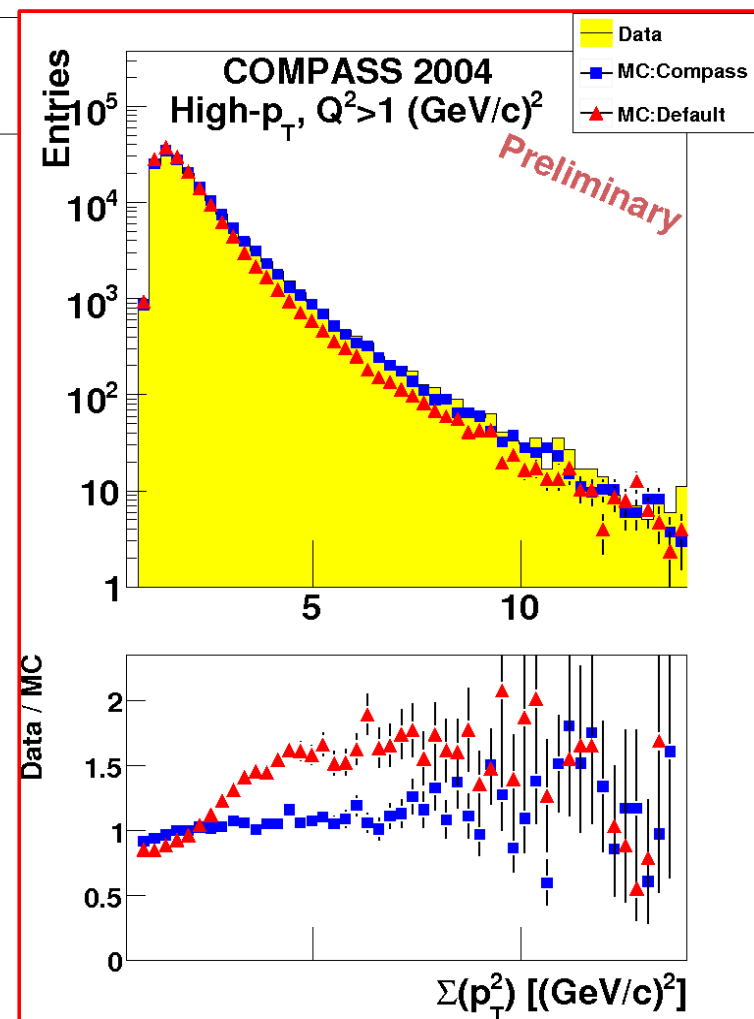 Data
MC:Compass
MC:Default
COMPASS 2004
High-p_T, Q^2>1 (GeV/c)^2
Preliminary
Entries
10^5
10^4
10^3
10^2
10
1
5
10
Data / MC
2
1.5
1
0.5
0
Σ(p_T^2) [(GeV/c)^2]